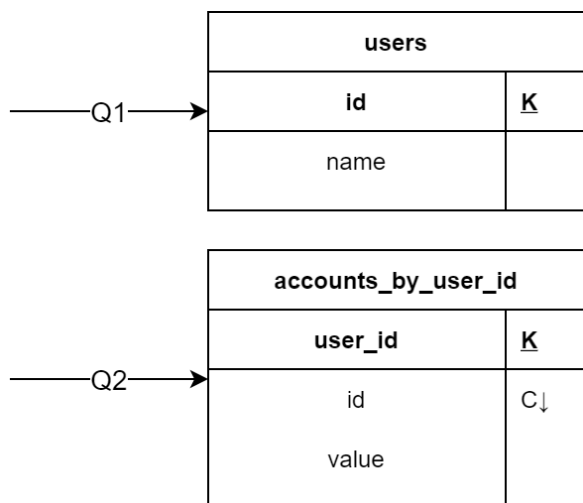 users
Q1 id K
name
accounts_by_user_id
user_id K
Q2 id C↓
value